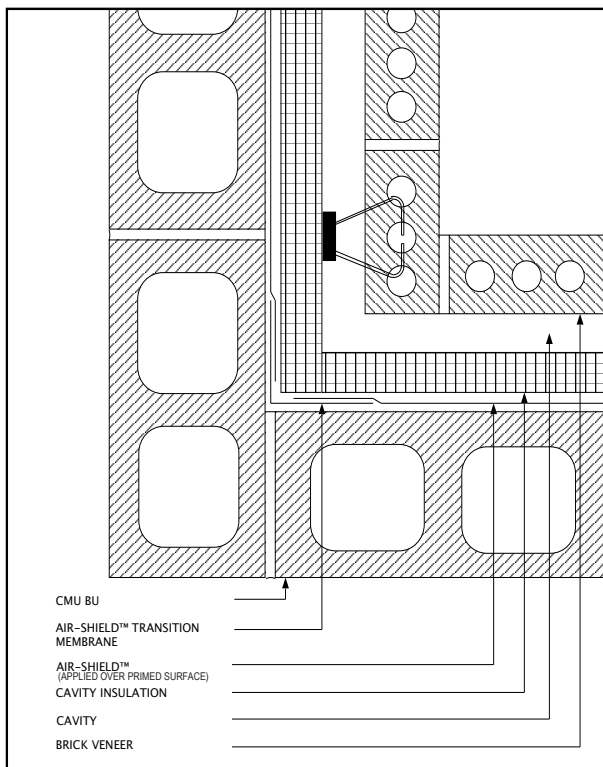 CMU BU
AIR-SHIELD™ TRANSITION
MEMBRANE
AIR-SHIELD™
(APPLIED OVER PRIMED SURFACE)
CAVITY INSULATION
CAVITY
BRICK VENEER